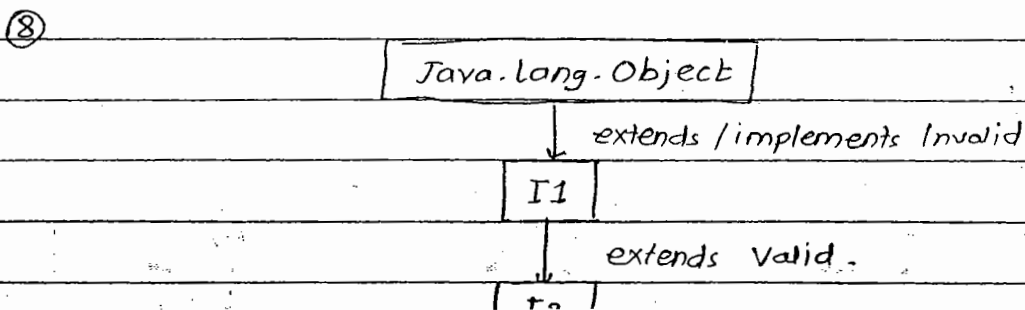 ⑧
Java.lang.Object
extends / implements Invalid
I1
extends Valid.